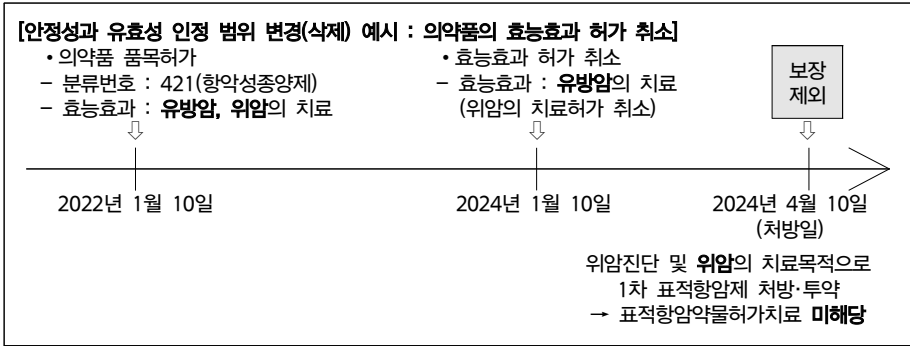 [안정성과 유효성 인정 범위 변경(삭제) 예시 : 의약품의 효능효과 허가 취소]
• 의약품 품목허가
– 분류번호 : 421(항악성종양제)
– 효능효과 : 유방암, 위암의 치료
• 효능효과 허가 취소
– 효능효과 : 유방암의 치료
(위암의 치료허가 취소)
보장
제외
2022년 1월 10일
2024년 1월 10일
2024년 4월 10일
(처방일)
위암진단 및 위암의 치료목적으로
1차 표적항암제 처방·투약
→ 표적항암약물허가치료 미해당